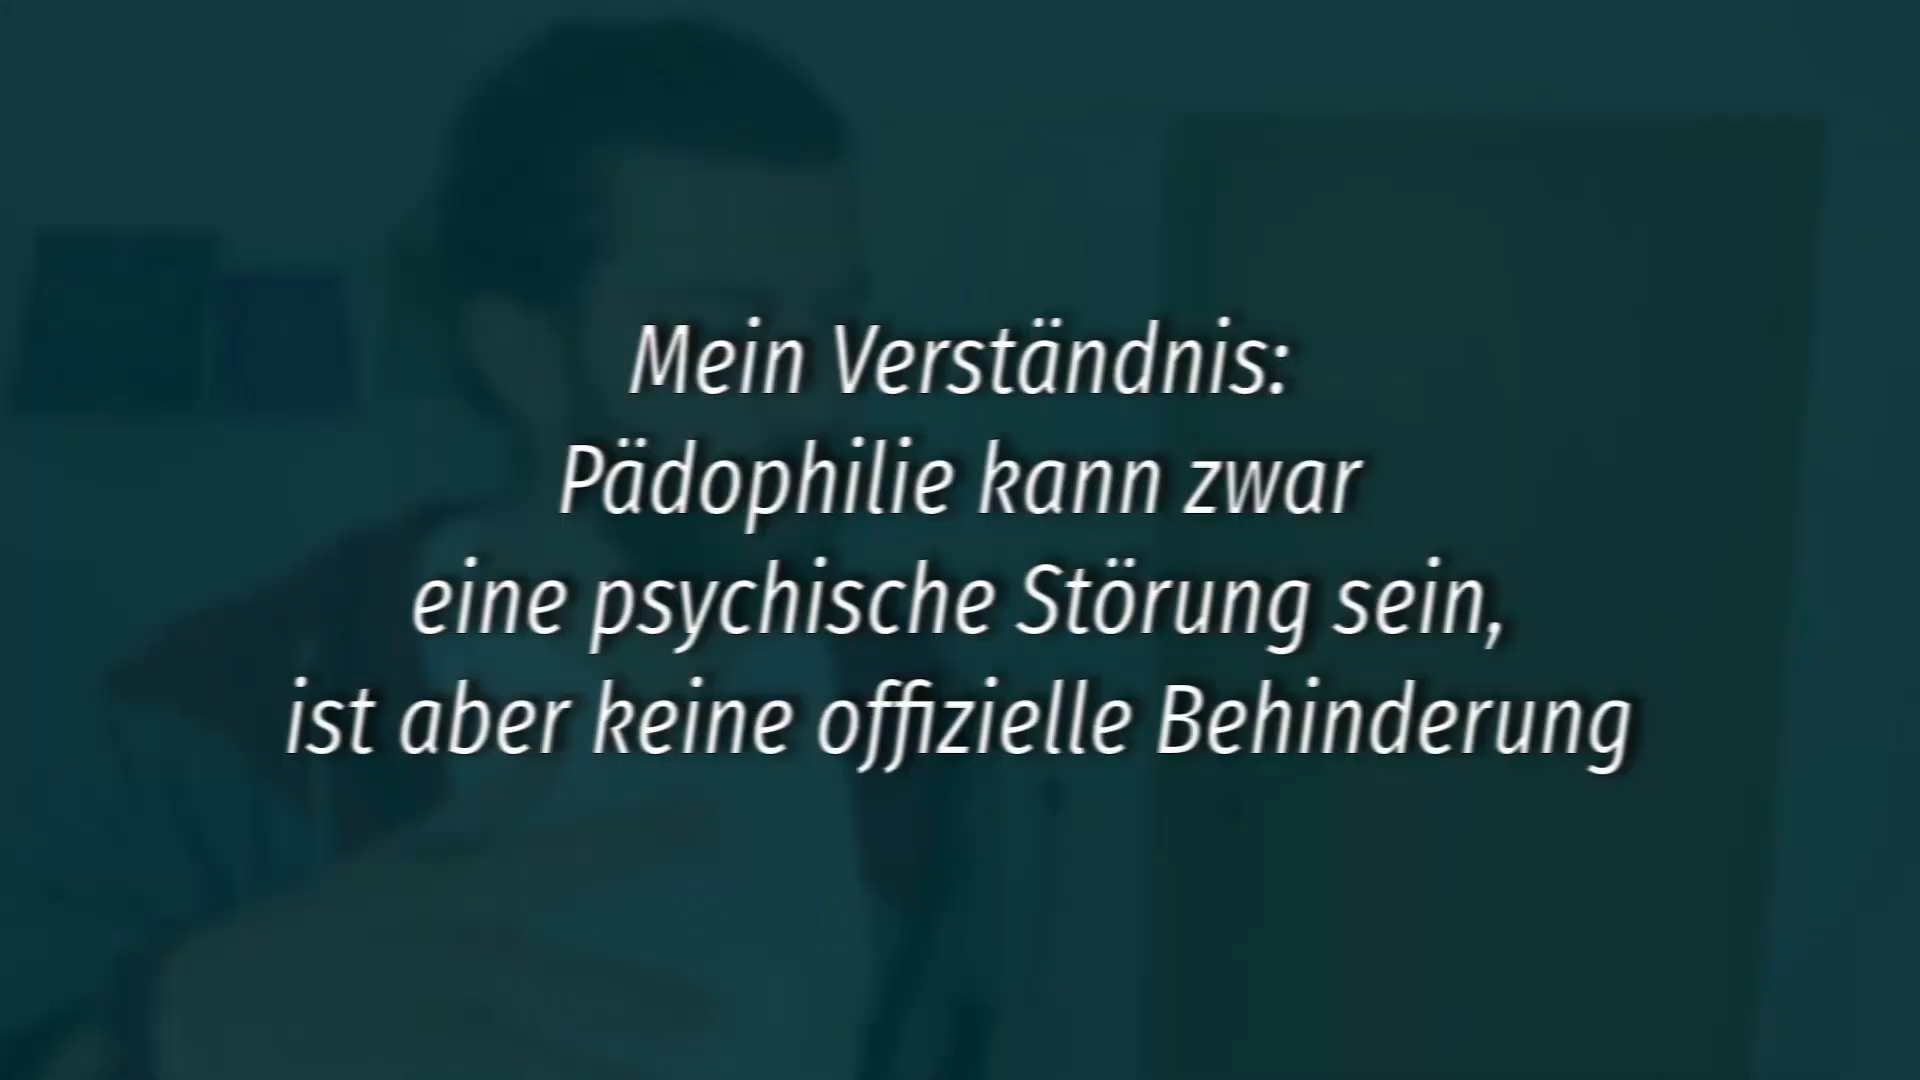 Mein Verständnis:
Pädophilie kann zwar
eine psychische Störung sein,
ist aber keine offizielle Behinderung